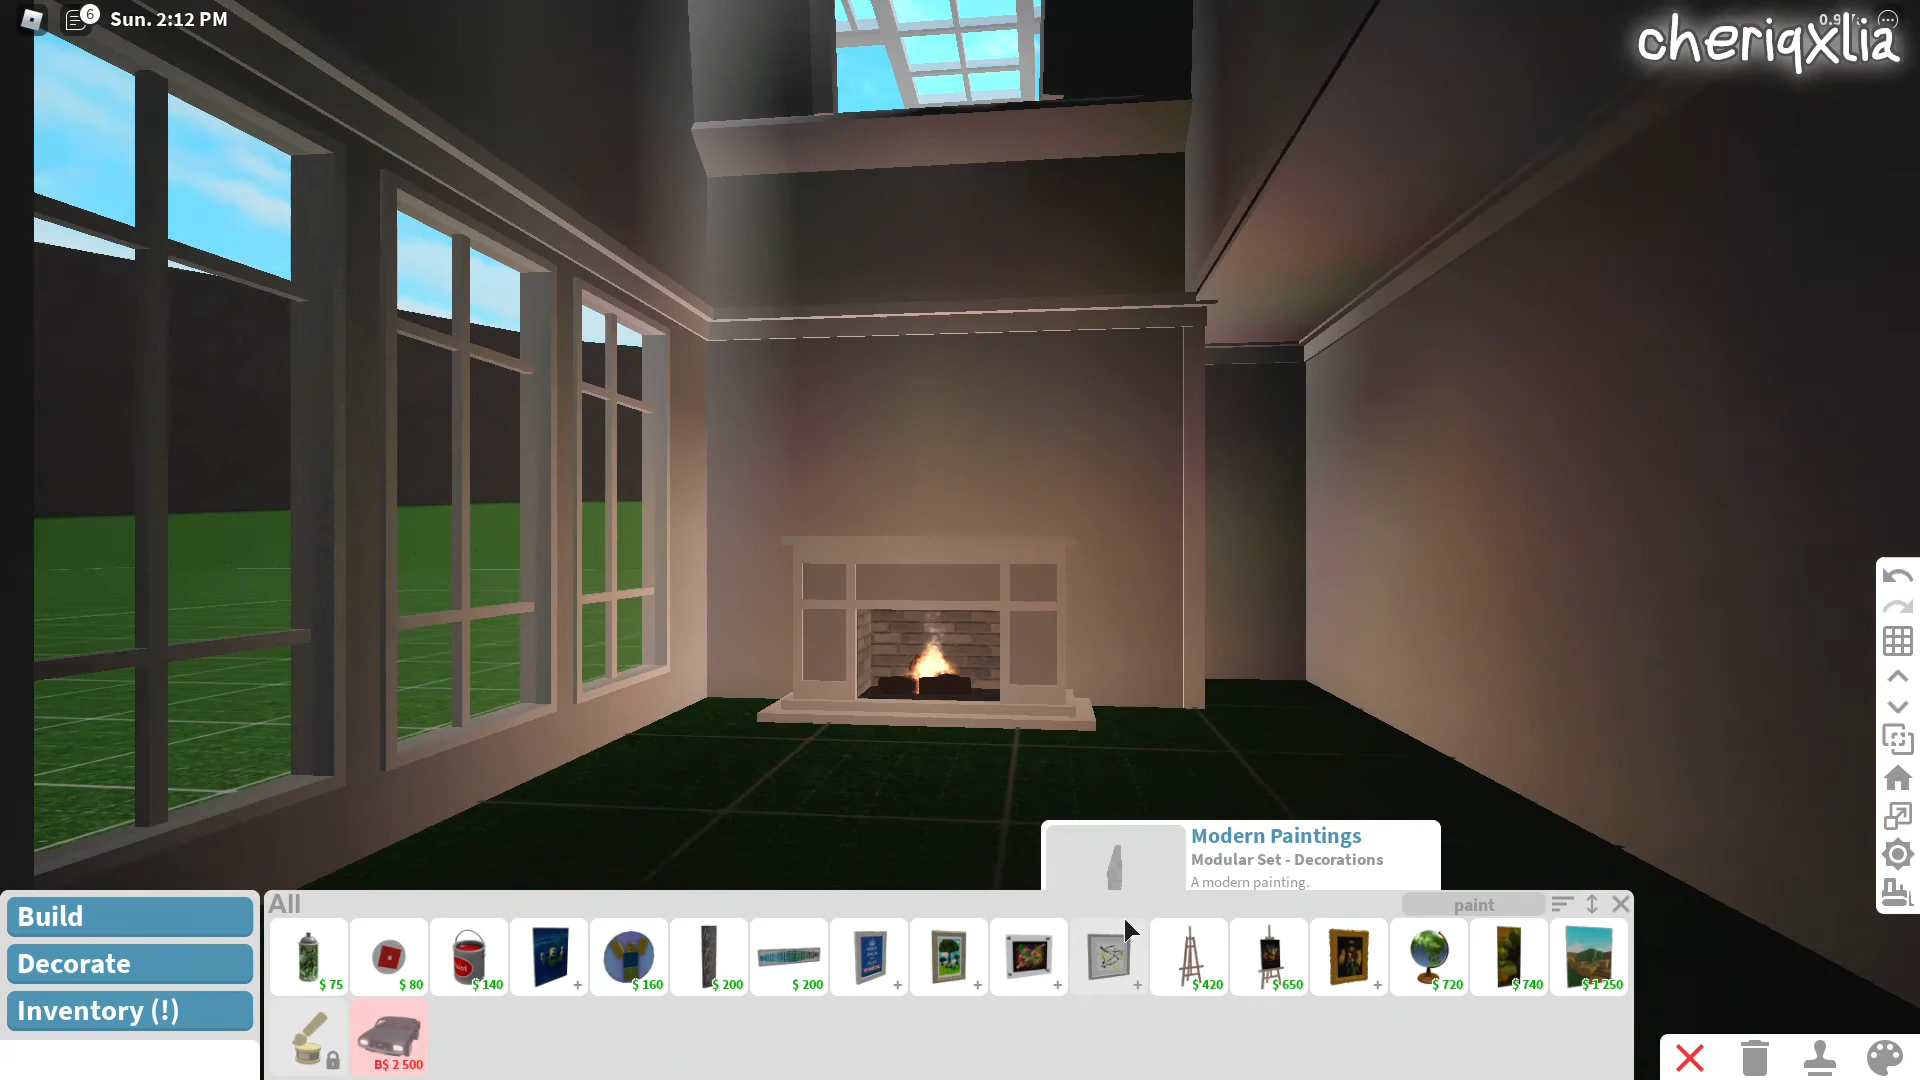 6
Sun. 2:12 PM
cheriqxlia
Modern Paintings
Modular Set - Decorations
A modern painting.
All
paint
Build
Decorate
Inventory (!)
$ 75
$ 80
$ 140
+
$ 160
$ 200
$ 200
+
+
+
+
$ 420
$ 650
+
$ 720
$ 740
$ 1 250
B$ 2 500